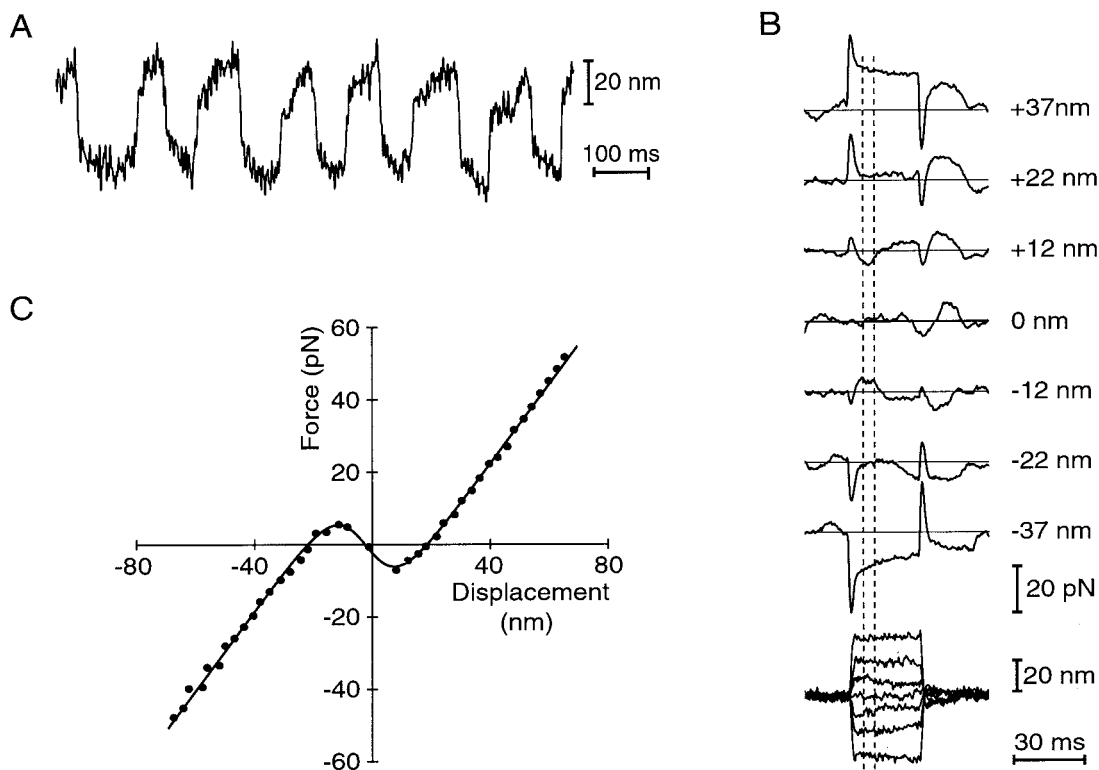 A
20 nm
100 ms
B
+37nm
+22 nm
+12 nm
0 nm
-12 nm
-22 nm
-37 nm
20 pN
20 nm
30 ms
C
Force (pN)
60
40
20
-80
-40
40
80
Displacement
(nm)
-20
-40
-60